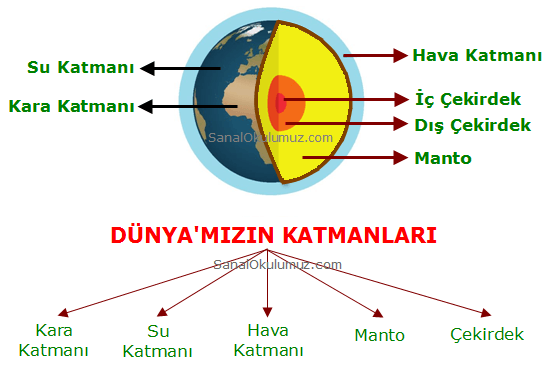 Su Katmanı
Kara Katmanı
Hava Katmanı
İç Çekirdek
Dış Çekirdek
Manto
SanalOkulumuz.com
DÜNYA'MIZIN KATMANLARI
SanalOkulumuz.com
Kara
Katmanı
Su
Katmanı
Hava
Katmanı
Manto
Çekirdek